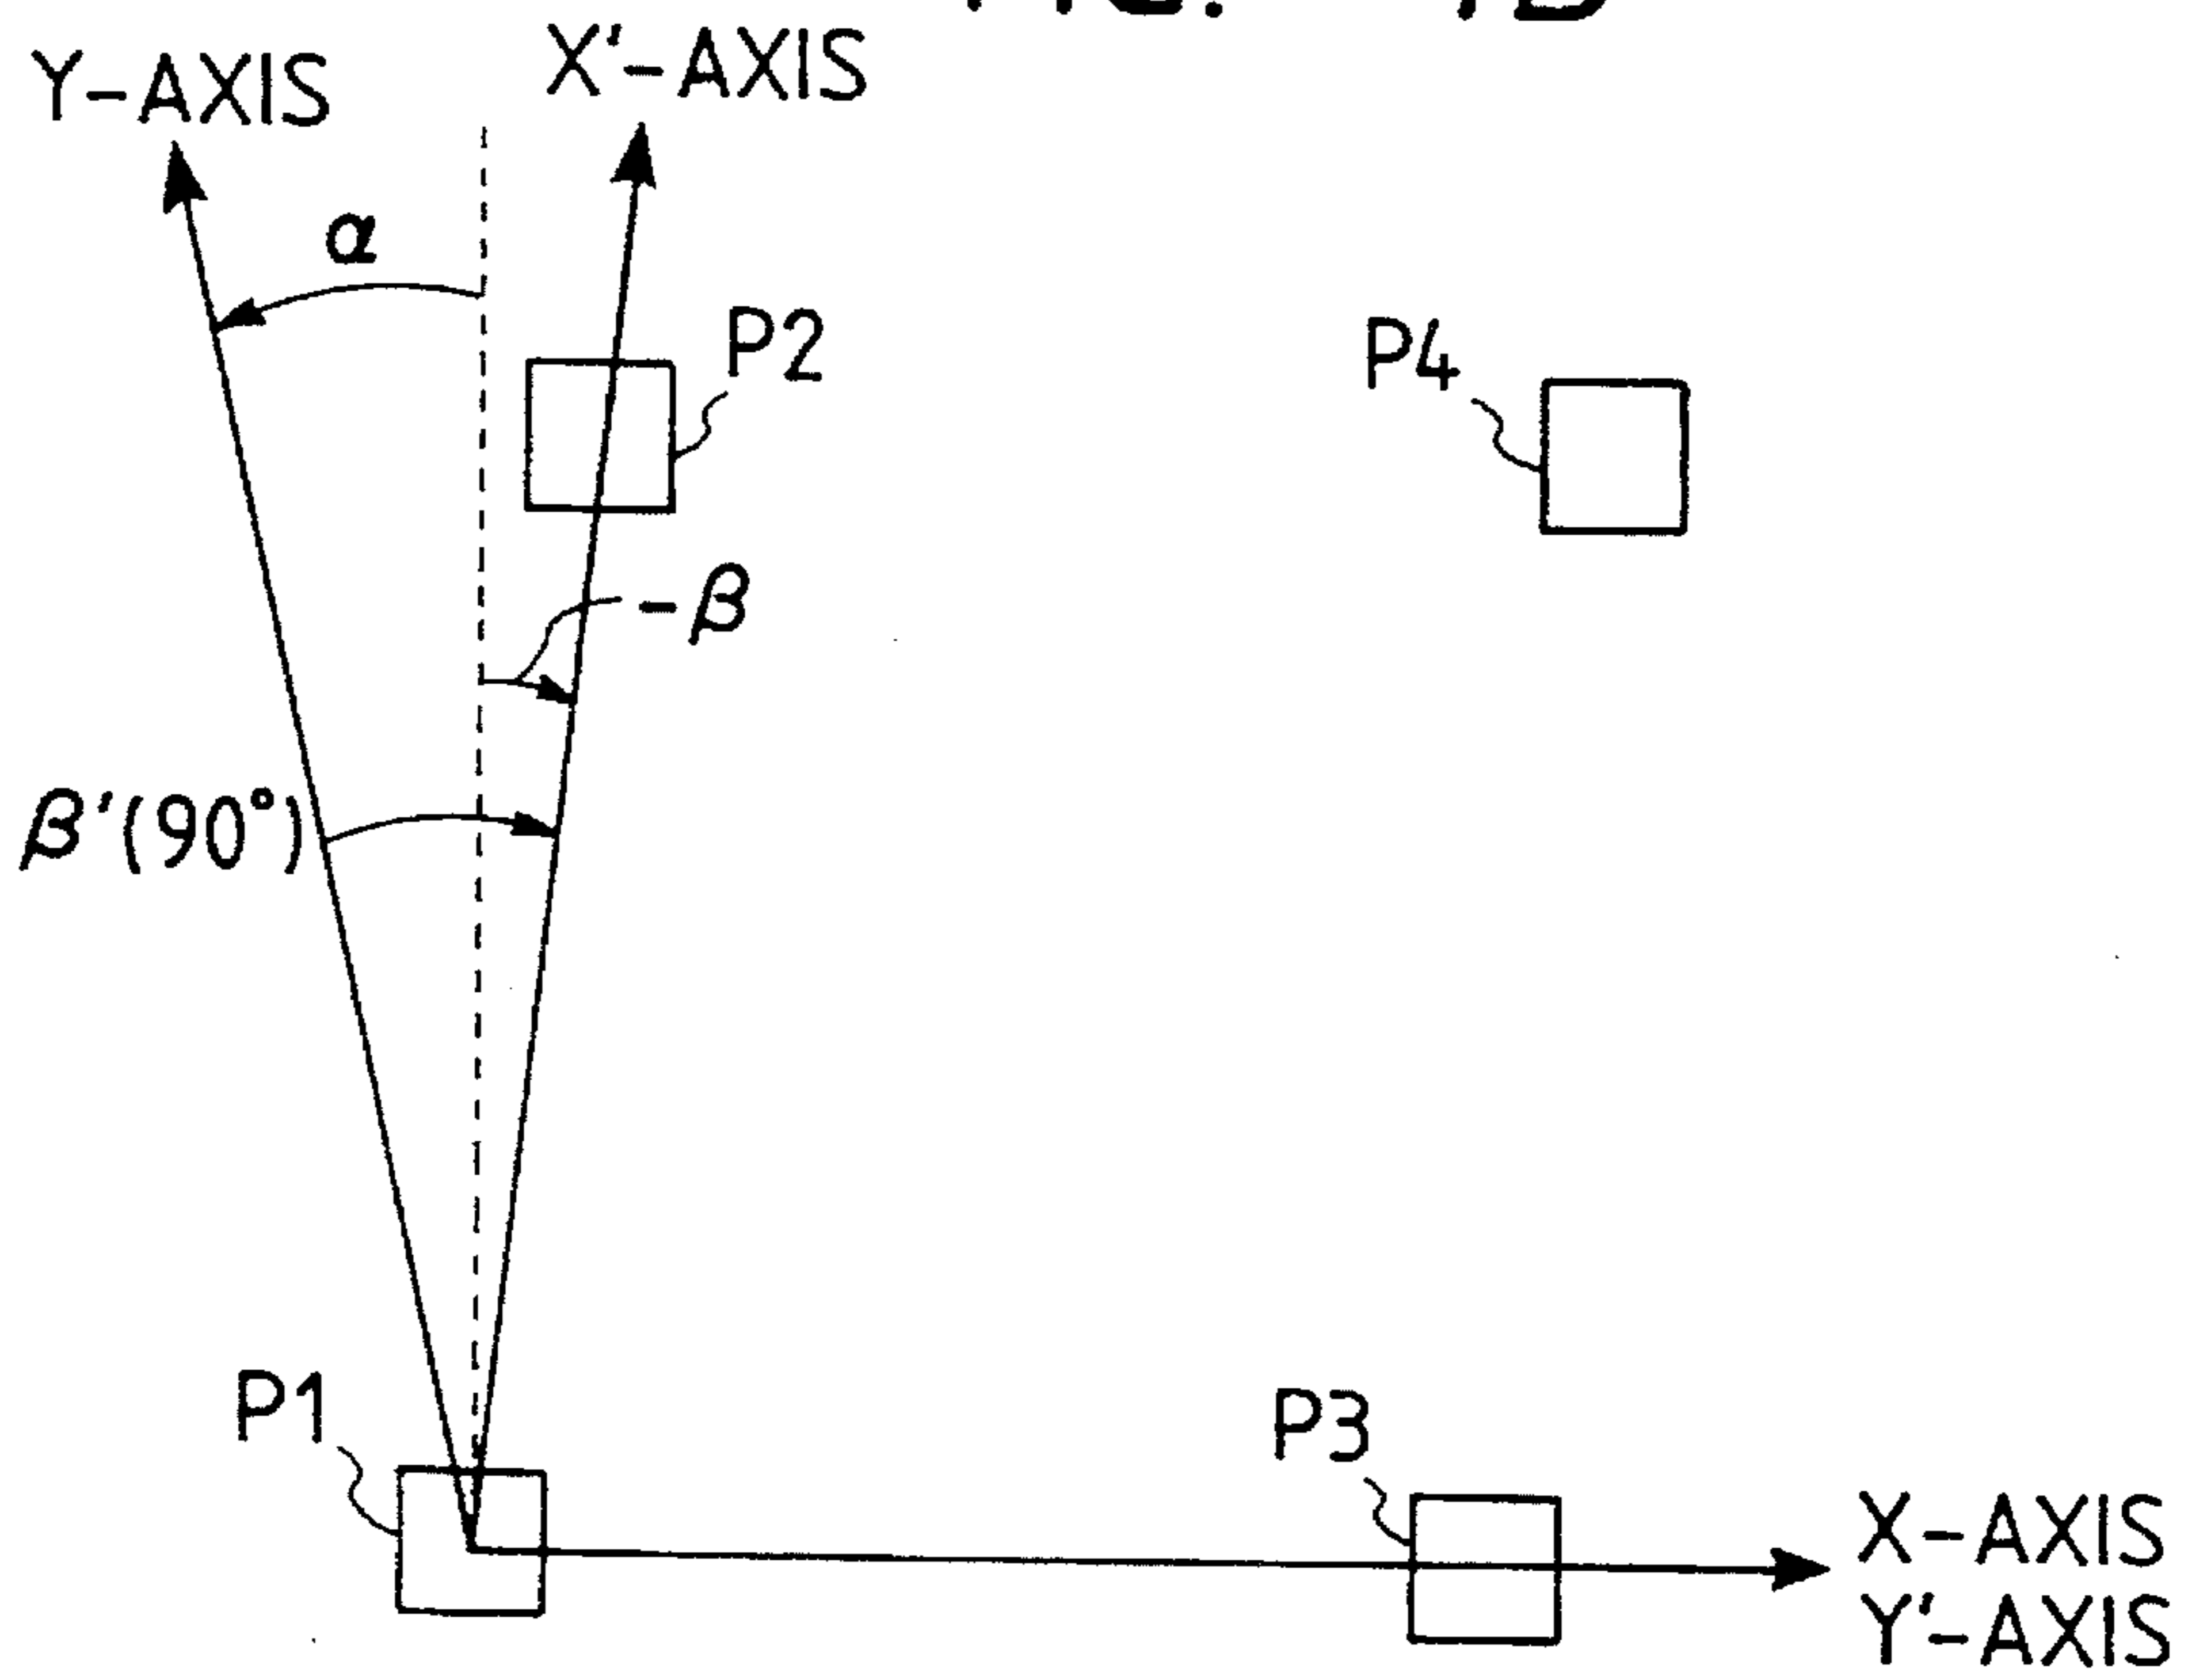 Y-AXIS
X'-AXIS
α
P2
P4
-β
β'(90°)
P1
P3
X-AXIS
Y'-AXIS